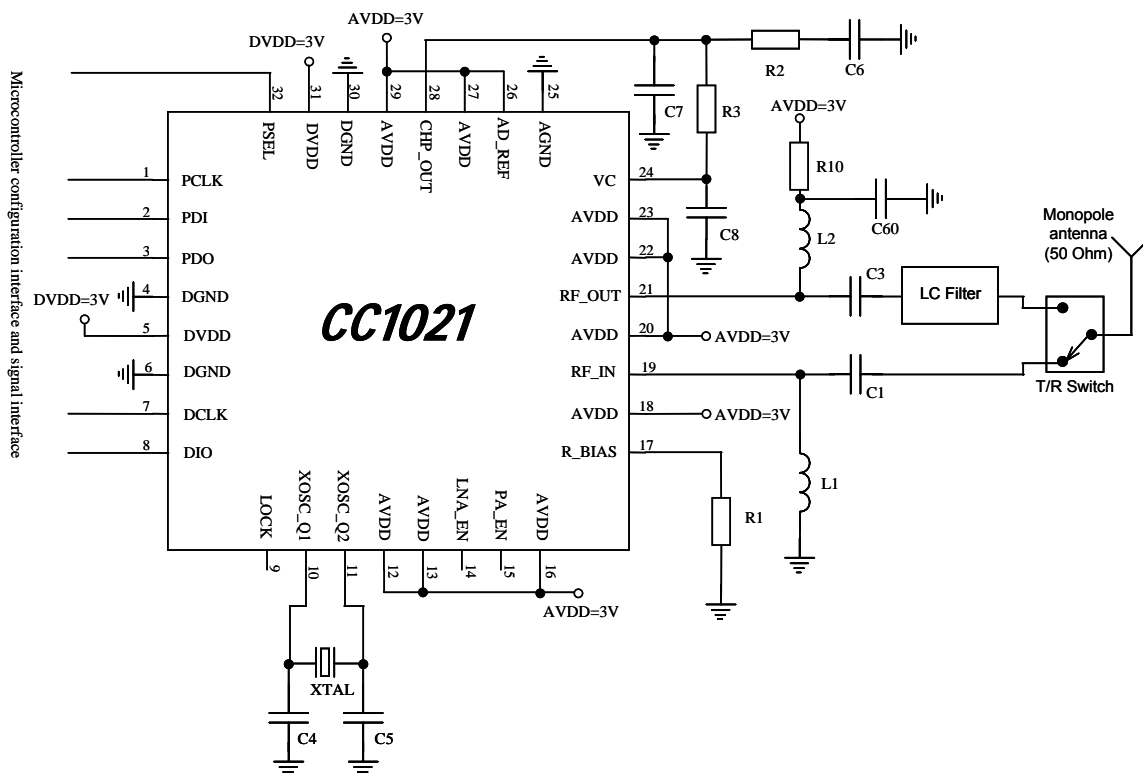 AVDD=3V
DVDD=3V
Microcontroller configuration interface and signal interface
32
31
30
29
28
27
26
25
R2
C6
C7
R3
PSEL
DVDD
DGND
AVDD
CHP_OUT
AVDD
AD_REF
AGND
AVDD=3V
R10
1
PCLK
2
PDI
3
PDO
DVDD=3V
4
DGND
5
DVDD
6
DGND
7
DCLK
8
DIO
CC1021
VC
24
AVDD
23
AVDD
22
RF_OUT
21
AVDD
20
AVDD=3V
RF_IN
19
AVDD
18
AVDD=3V
R_BIAS
17
C8
L2
C60
C3
LC Filter
Monopole
antenna
(50 Ohm)
C1
T/R Switch
L1
R1
LOCK
XOSC_Q1
XOSC_Q2
AVDD
AVDD
LNA_EN
PA_EN
AVDD
9
10
11
12
13
14
15
16
AVDD=3V
XTAL
C4
C5